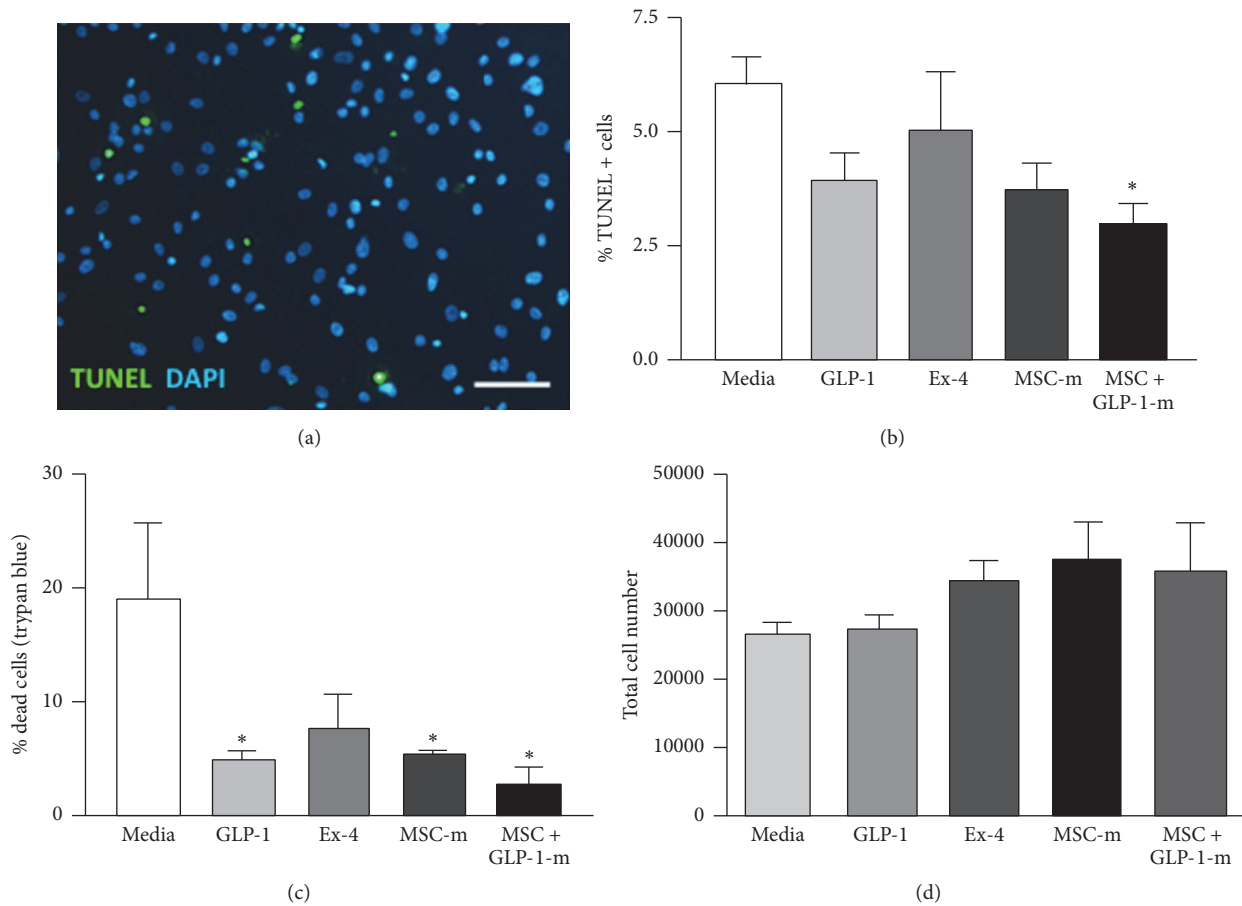 TUNEL DAPI
(a)
7.5
5.0
2.5
0.0
% TUNEL + cells
*
Media GLP-1 Ex-4 MSC-m MSC +
GLP-1-m
(b)
30
20
10
0
% dead cells (trypan blue)
* * *
Media GLP-1 Ex-4 MSC-m MSC +
GLP-1-m
(c)
50000
40000
30000
20000
10000
0
Total cell number
Media GLP-1 Ex-4 MSC-m MSC +
GLP-1-m
(d)